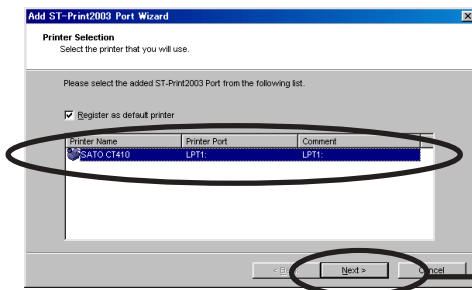 Add ST-Print2003 Port Wizard
Printer Selection
Select the printer that you will use.
Please select the added ST-Print2003 Port from the following list.
Register as default printer
Printer Name Printer Port Comment
SATO CT410 LPT1: LPT1:
< Back Next > Cancel